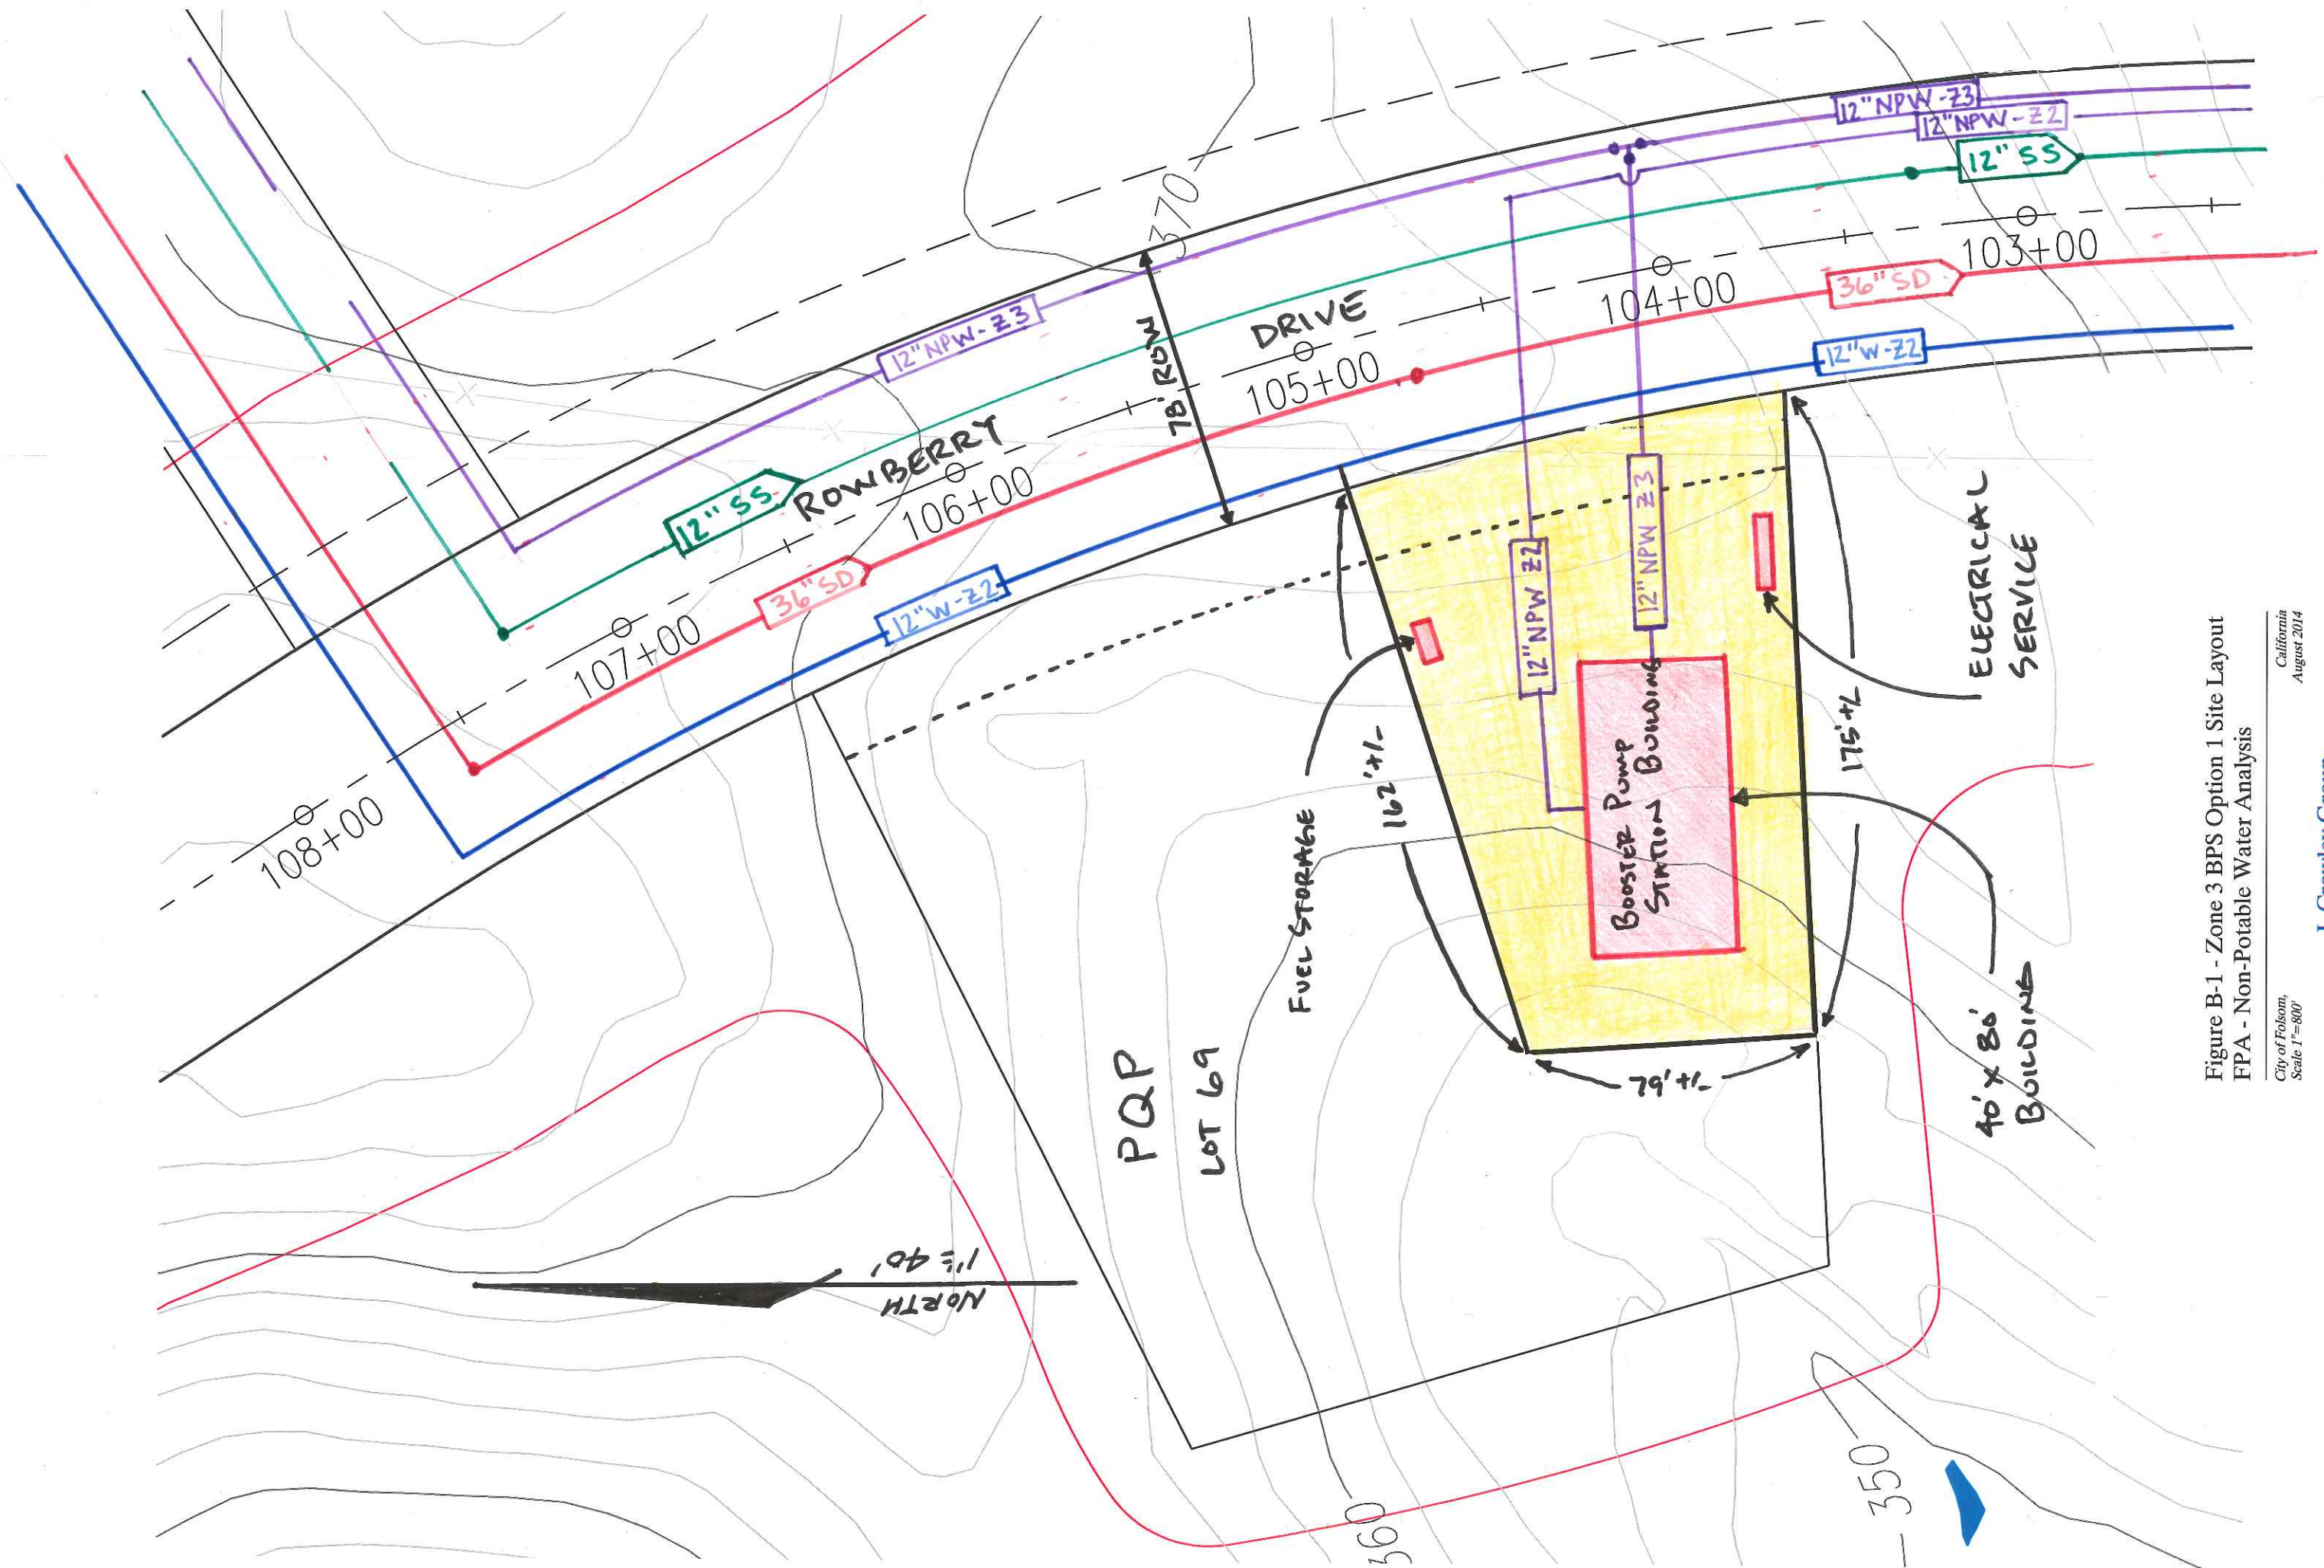 12"NPW-Z3
12"NPW-Z2
12" SS
103+00
36" SD
104+00
12"W-Z2
370
12"NPW-Z3
78' ROW
DRIVE
105+00
ROWBERRY
106+00
12" SS
36" SD
12"W-Z2
107+00
108+00
12"NPW Z2
12"NPW Z3
ELECTRICAL
SERVICE
FUEL STORAGE
162'+/-
175'+/-
BOOSTER PUMP
STATION BUILDING
79'+/-
40' X 80'
BUILDING
PQP
LOT 69
NORTH
1"= 40'
360
350
Figure B-1 - Zone 3 BPS Option 1 Site Layout
FPA - Non-Potable Water Analysis
City of Folsom,
California
Scale 1"=800'
August 2014